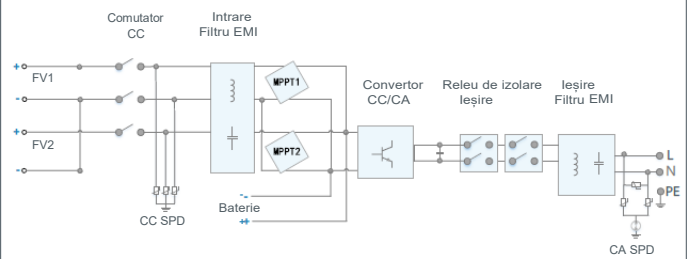 Comutator
CC
Intrare
Filtru EMI
+
FV1
-
+
FV2
-
MPPT1
MPPT2
CC SPD
--
Baterie
++
Convertor
CC/CA
Releu de izolare
Ieșire
Ieșire
Filtru EMI
L
N
PE
CA SPD